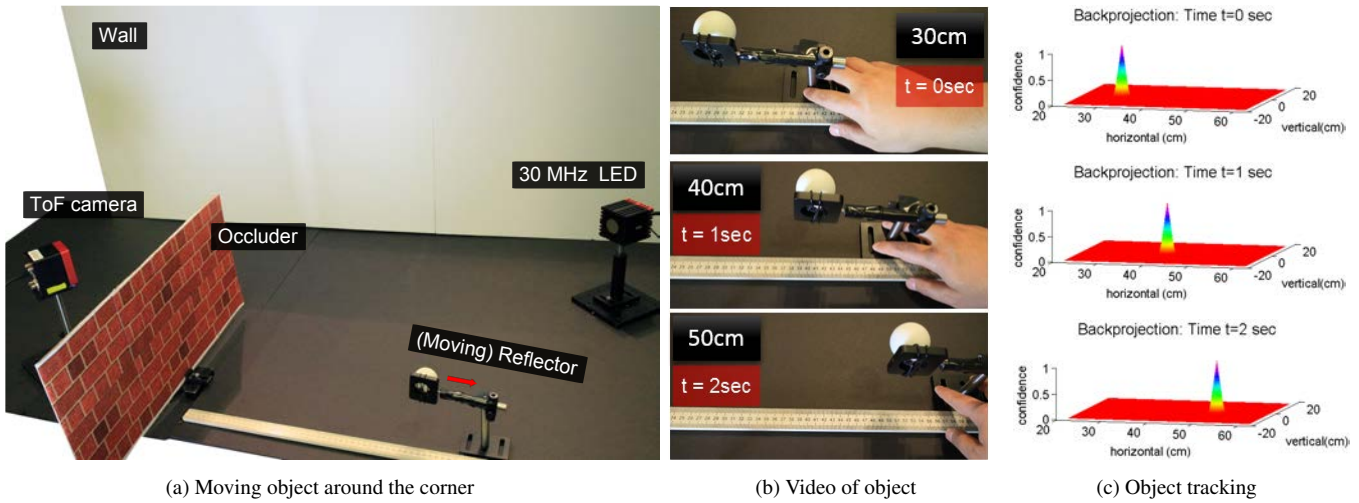 Wall
ToF camera
Occluder
30 MHz LED
(Moving) Reflector
(a) Moving object around the corner
30cm
t = 0sec
40cm
t = 1sec
50cm
t = 2sec
(b) Video of object
Backprojection: Time t=0 sec
1
0.5
0
confidence
20
30
40
50
60
horizontal (cm)
-20
0
20
vertical(cm)
Backprojection: Time t=1 sec
1
0.5
0
confidence
20
30
40
50
60
horizontal (cm)
-20
0
20
vertical(cm)
Backprojection: Time t=2 sec
1
0.5
0
confidence
20
30
40
50
60
horizontal (cm)
-20
0
20
vertical(cm)
(c) Object tracking